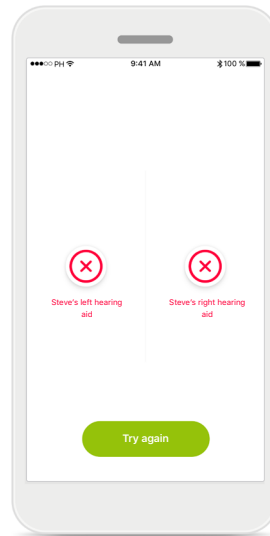 PH 9:41 AM 100 %
Steve's left hearing
aid
Steve's right hearing
aid
Try again